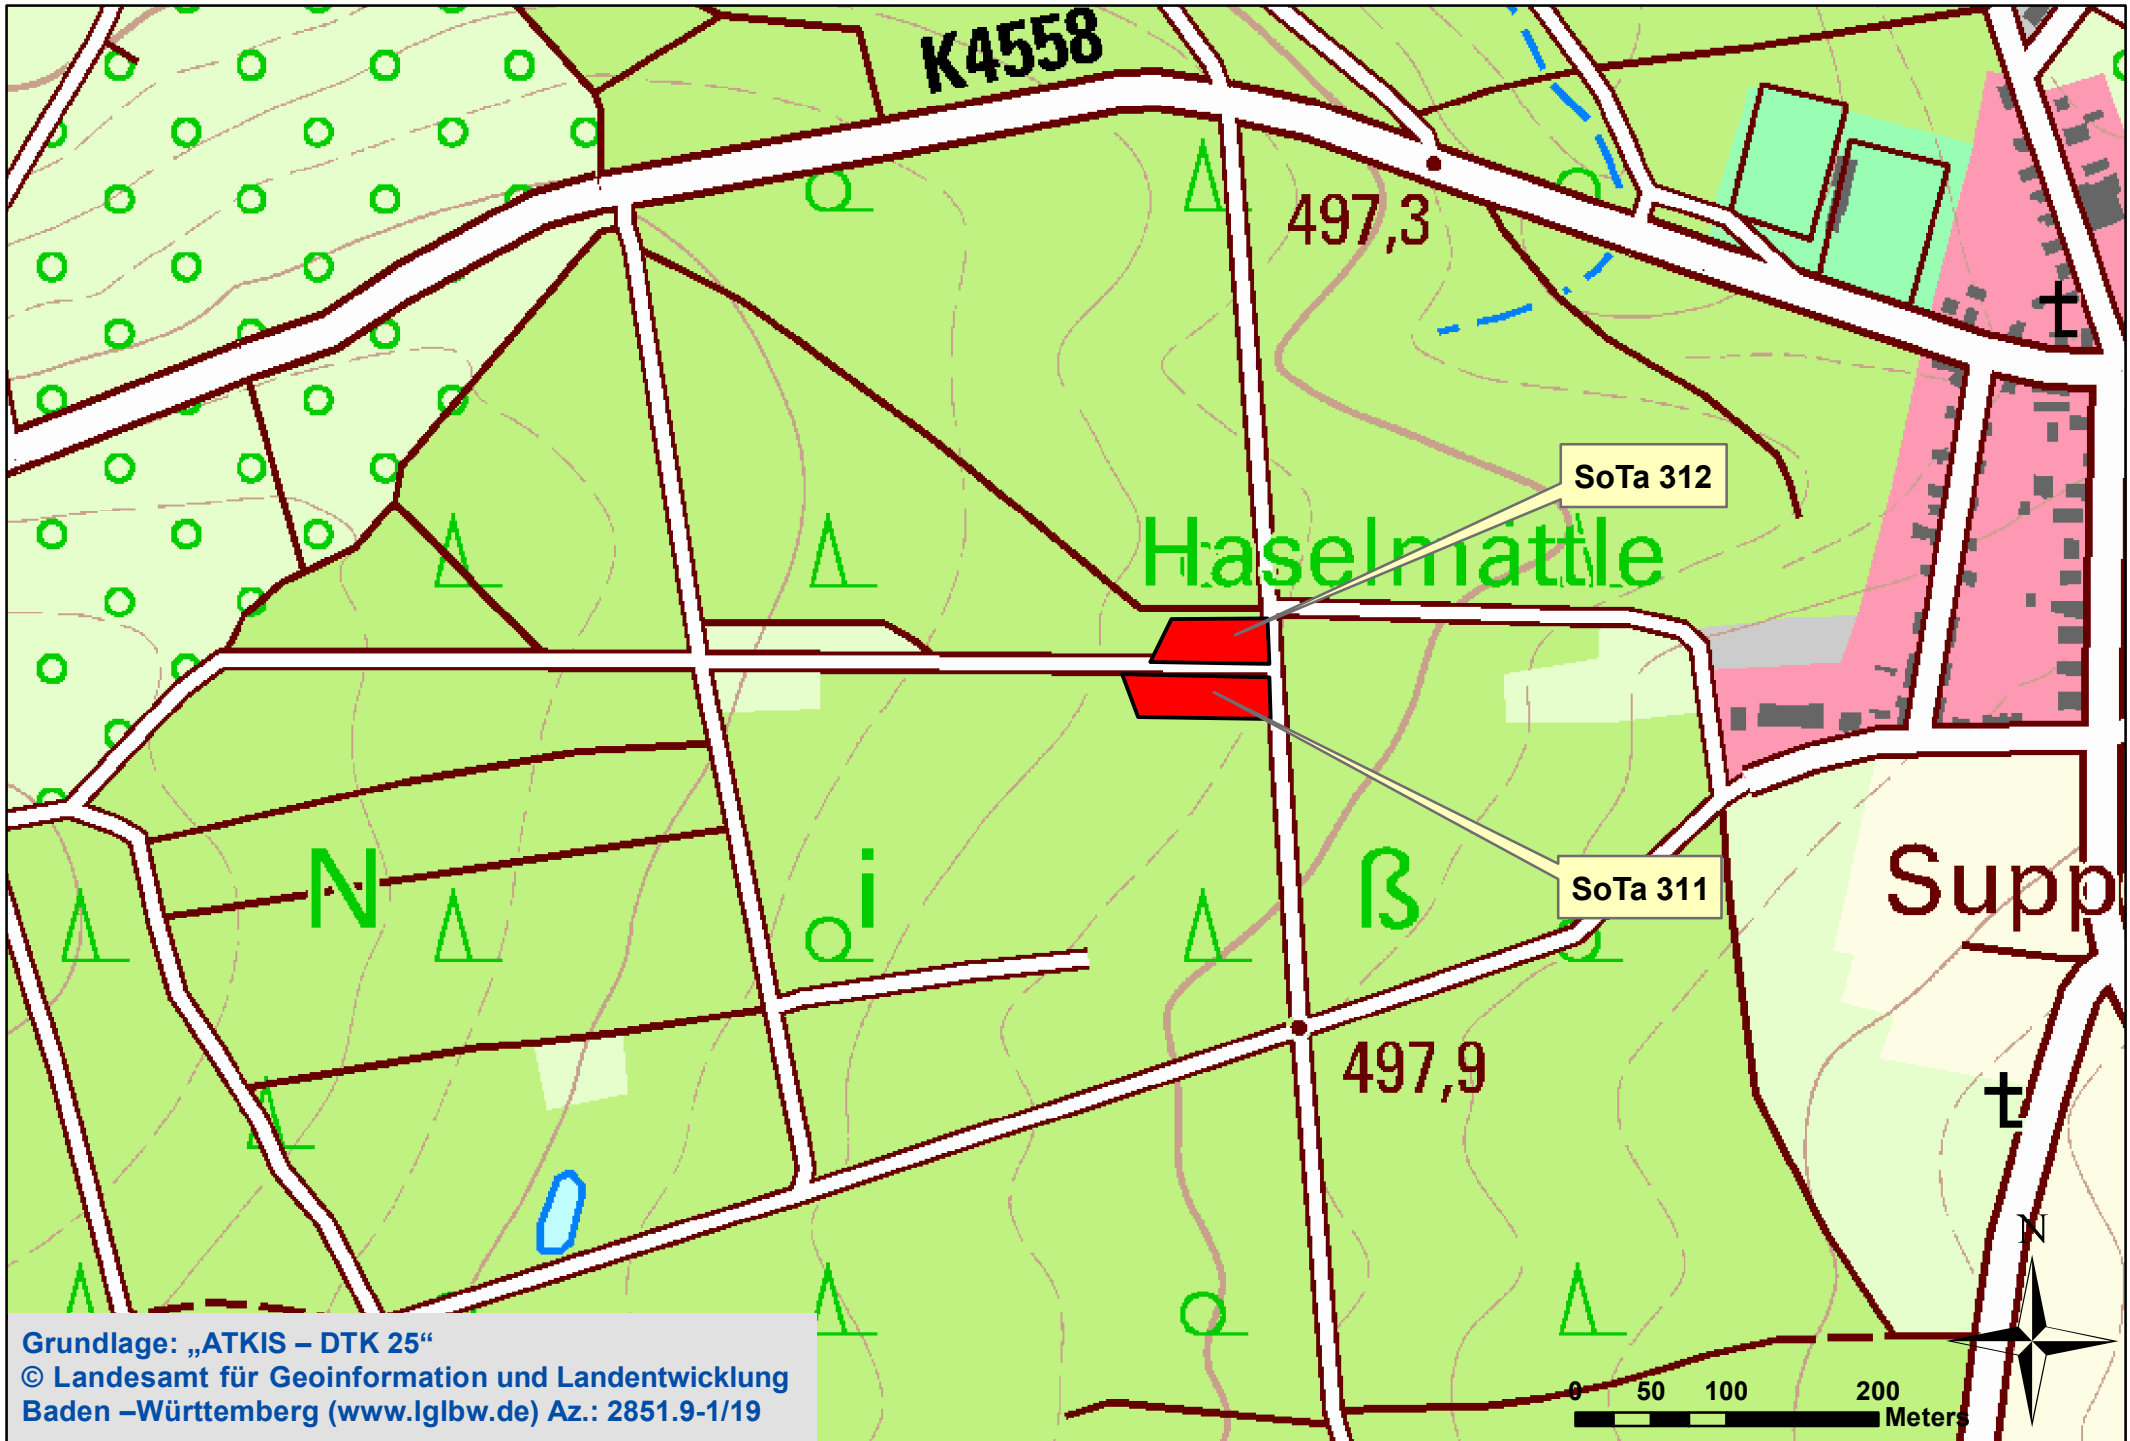 K4558
497,3
SoTa 312
Haselmättle
N i ß
SoTa 311
Supp
497,9
N
Grundlage: „ATKIS – DTK 25“
© Landesamt für Geoinformation und Landentwicklung
Baden –Württemberg (www.lglbw.de) Az.: 2851.9-1/19
0 50 100 200
Meters